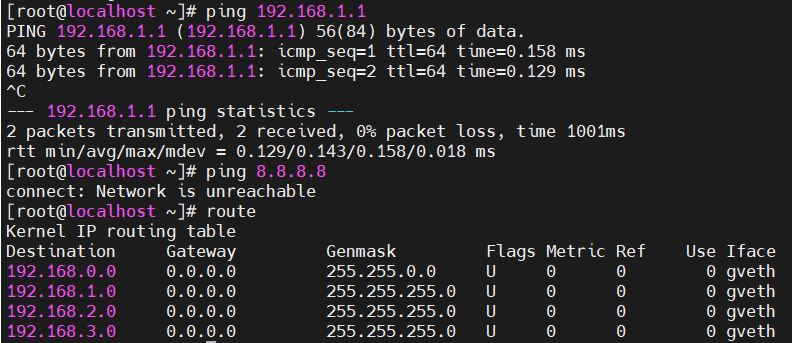 [root@localhost ~]# ping 192.168.1.1
PING 192.168.1.1 (192.168.1.1) 56(84) bytes of data.
64 bytes from 192.168.1.1: icmp_seq=1 ttl=64 time=0.158 ms
64 bytes from 192.168.1.1: icmp_seq=2 ttl=64 time=0.129 ms
^C
--- 192.168.1.1 ping statistics ---
2 packets transmitted, 2 received, 0% packet loss, time 1001ms
rtt min/avg/max/mdev = 0.129/0.143/0.158/0.018 ms
[root@localhost ~]# ping 8.8.8.8
connect: Network is unreachable
[root@localhost ~]# route
Kernel IP routing table
Destination     Gateway         Genmask         Flags Metric Ref    Use Iface
192.168.0.0     0.0.0.0         255.255.0.0     U     0      0        0 gveth
192.168.1.0     0.0.0.0         255.255.255.0   U     0      0        0 gveth
192.168.2.0     0.0.0.0         255.255.255.0   U     0      0        0 gveth
192.168.3.0     0.0.0.0         255.255.255.0   U     0      0        0 gveth